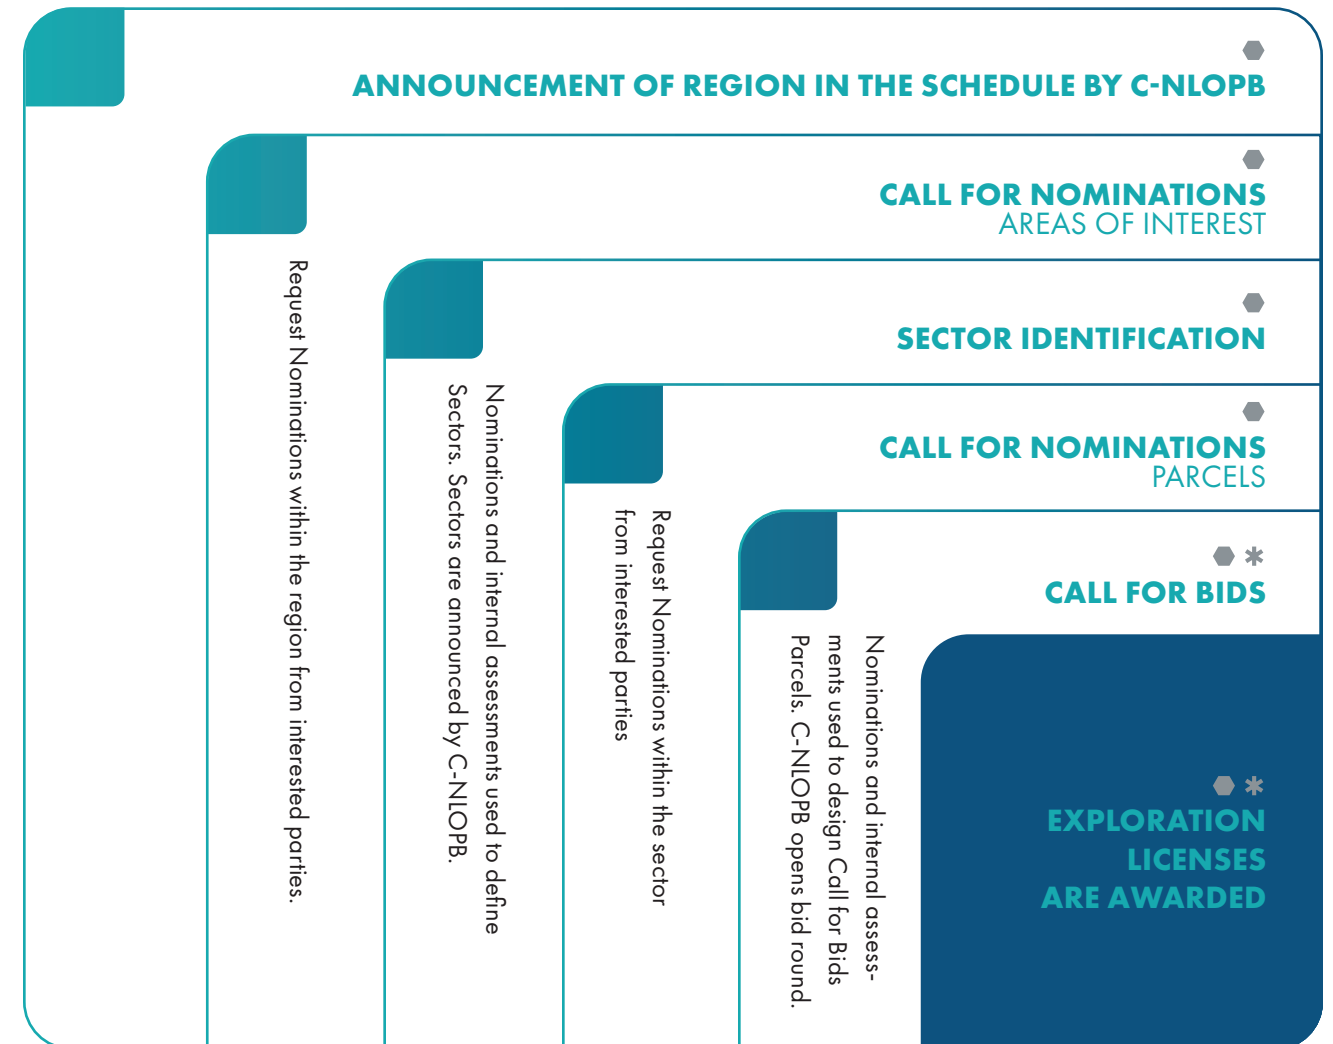 ANNOUNCEMENT OF REGION IN THE SCHEDULE BY C-NLOPB
CALL FOR NOMINATIONS
AREAS OF INTEREST
Request Nominations within the region from interested parties.
SECTOR IDENTIFICATION
Nominations and internal assessments used to define
Sectors. Sectors are announced by C-NLOPB.
CALL FOR NOMINATIONS
PARCELS
Request Nominations within the sector
from interested parties
✱
CALL FOR BIDS
Nominations and internal assess-
ments used to design Call for Bids
Parcels. C-NLOPB opens bid round.
✱
EXPLORATION
LICENSES
ARE AWARDED